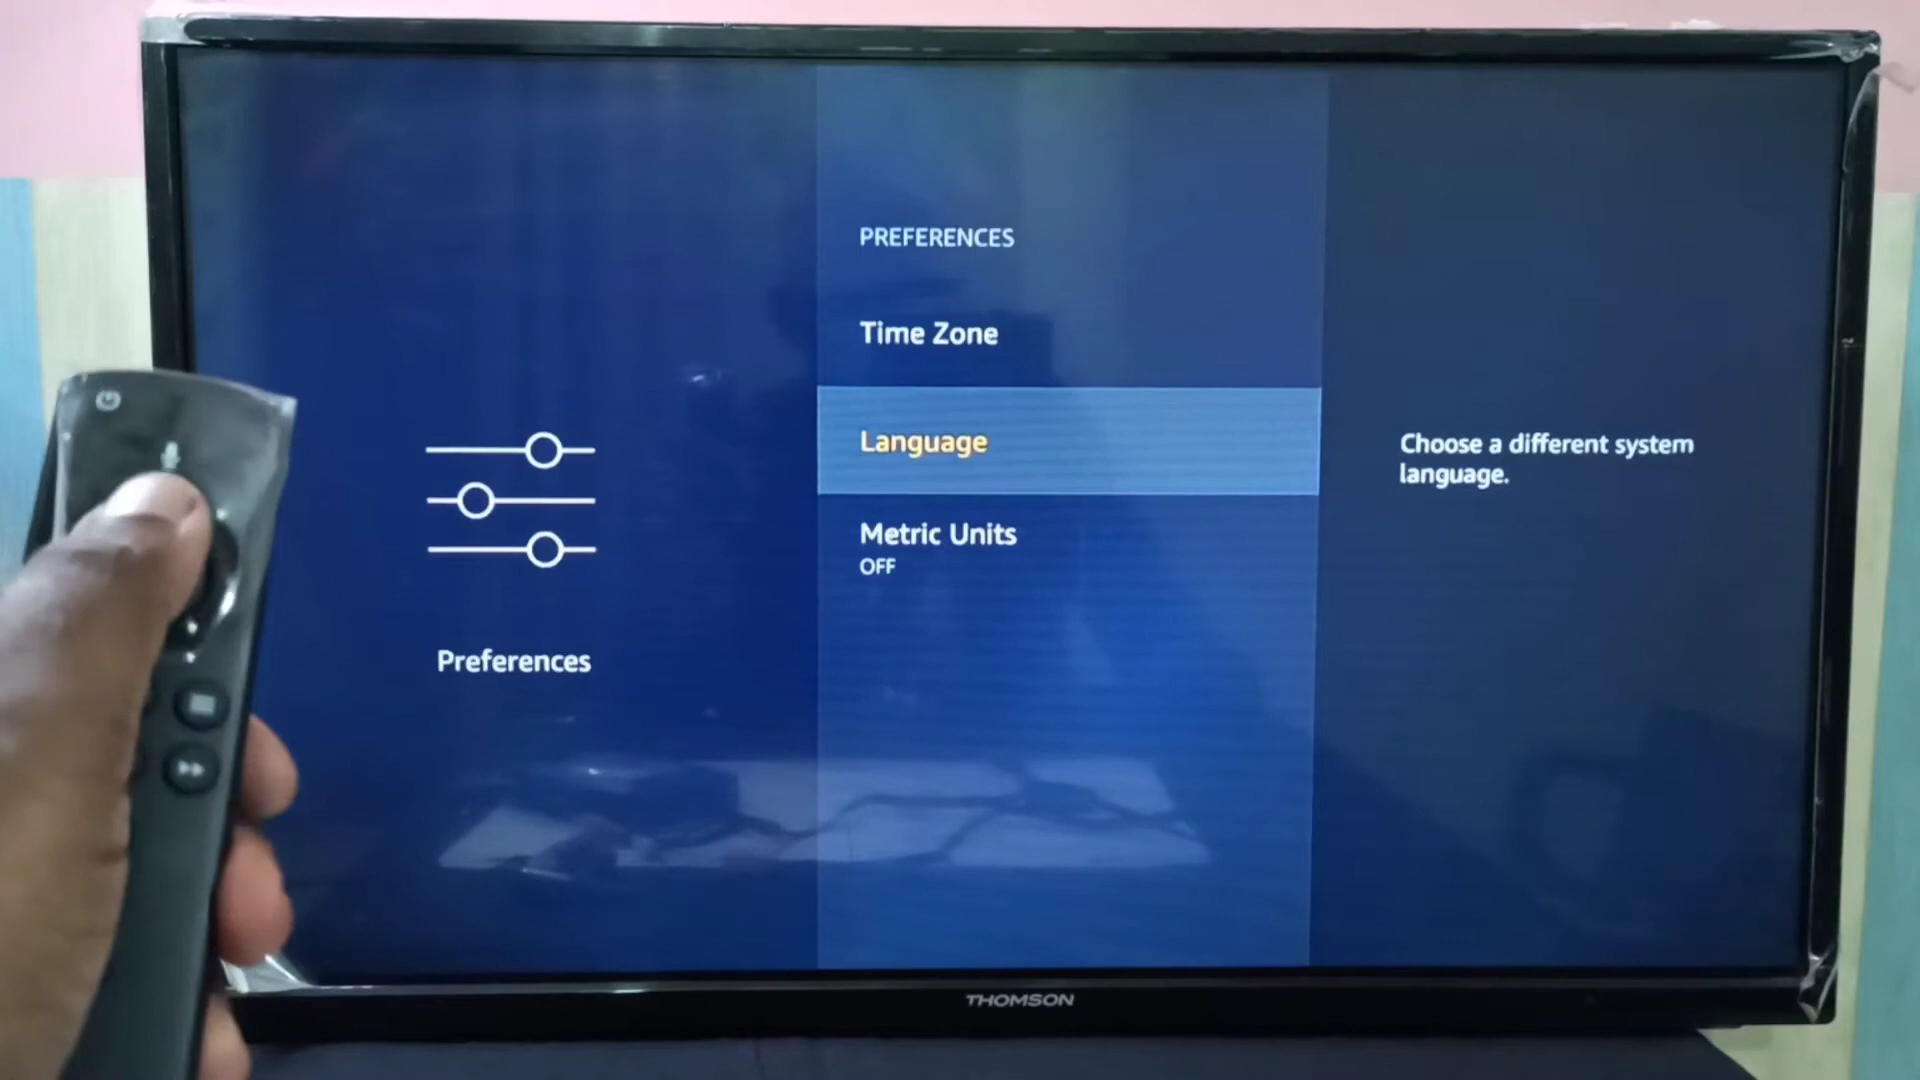 PREFERENCES
Time Zone
Language
Metric Units
OFF
Choose a different system
language.
Preferences
THOMSON